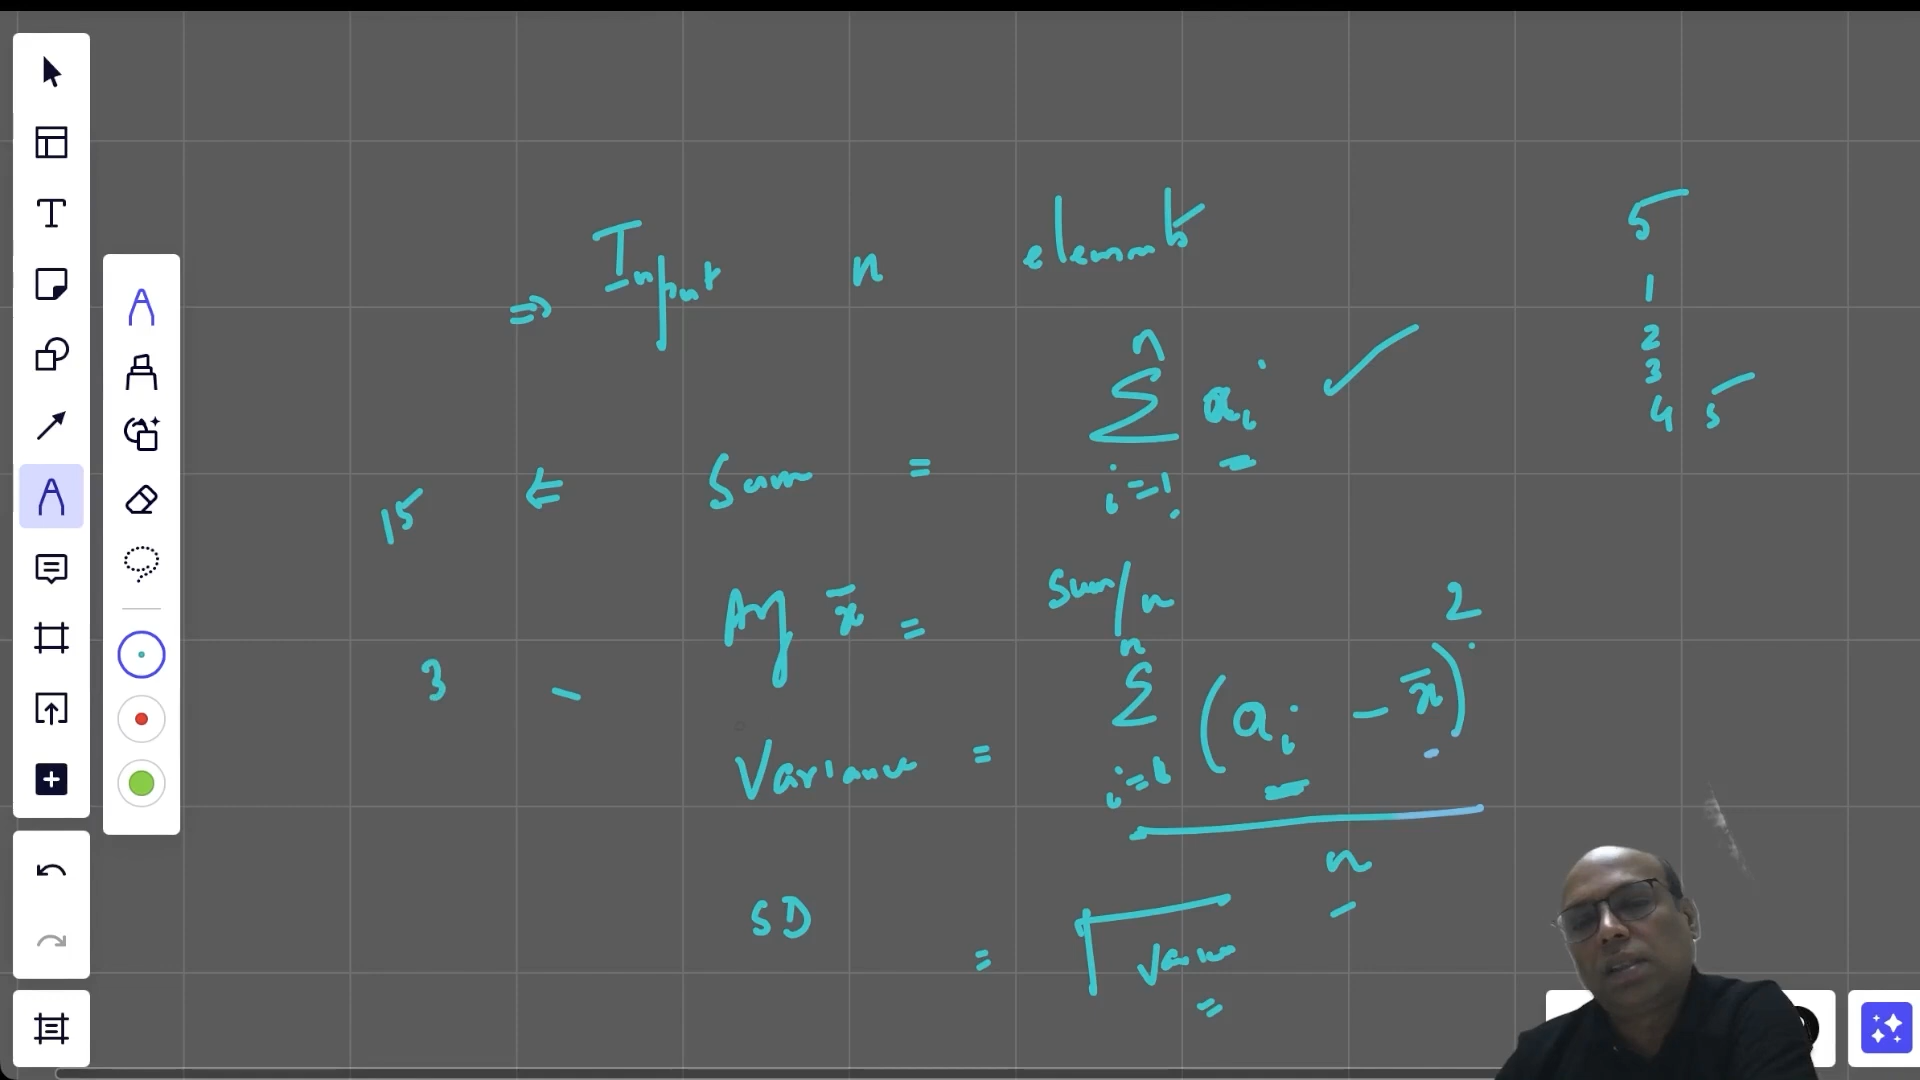 ⇒ Input n elements
5
1
2
3
4 5
15 ⇐ Sum = n ∑ i=1 ai ✓
3 – Avg x̄ = Sum/n
Variance = n ∑ i=1 (ai – x̄)² / n
SD = √Varian